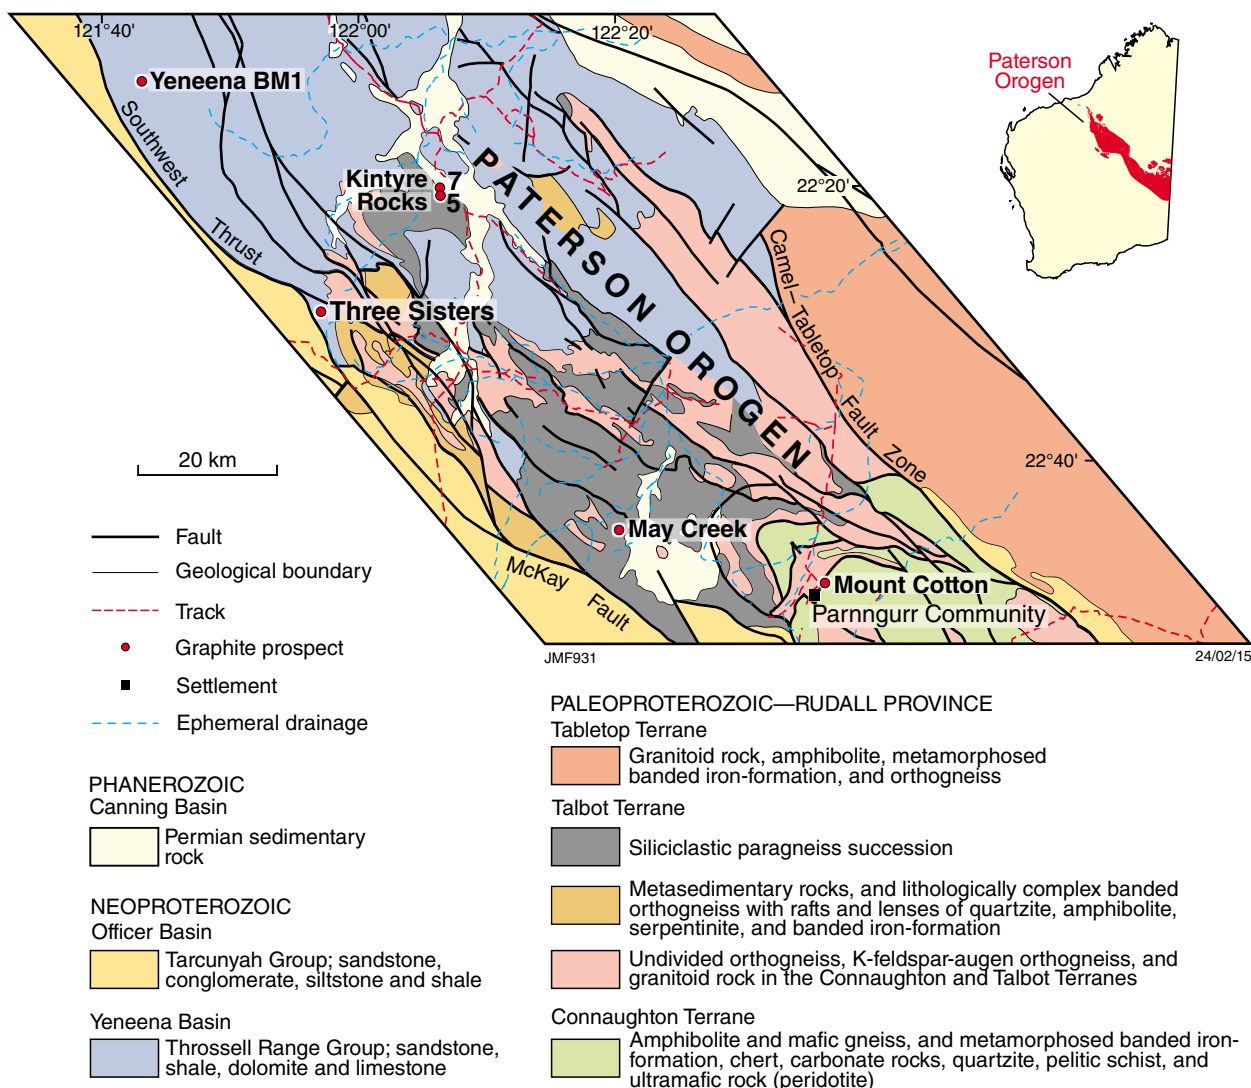 121°40'
122°00'
122°20'
Yeneena BM1
Southwest
Thrust
Kintyre
Rocks
7
5
PATERSON OROGEN
22°20'
Camel–Tabletop
Fault
Zone
Three Sisters
22°40'
May Creek
Mount Cotton
Parnngurr Community
McKay
Fault
Paterson
Orogen
20 km
Fault
Geological boundary
Track
Graphite prospect
Settlement
Ephemeral drainage
JMF931
24/02/15
PHANEROZOIC
Canning Basin
Permian sedimentary
rock
NEOPROTEROZOIC
Officer Basin
Tarcunyah Group; sandstone,
conglomerate, siltstone and shale
Yeneena Basin
Throssell Range Group; sandstone,
shale, dolomite and limestone
PALEOPROTEROZOIC—RUDALL PROVINCE
Tabletop Terrane
Granitoid rock, amphibolite, metamorphosed
banded iron-formation, and orthogneiss
Talbot Terrane
Siliciclastic paragneiss succession
Metasedimentary rocks, and lithologically complex banded
orthogneiss with rafts and lenses of quartzite, amphibolite,
serpentinite, and banded iron-formation
Undivided orthogneiss, K-feldspar-augen orthogneiss, and
granitoid rock in the Connaughton and Talbot Terranes
Connaughton Terrane
Amphibolite and mafic gneiss, and metamorphosed banded iron-
formation, chert, carbonate rocks, quartzite, pelitic schist, and
ultramafic rock (peridotite)